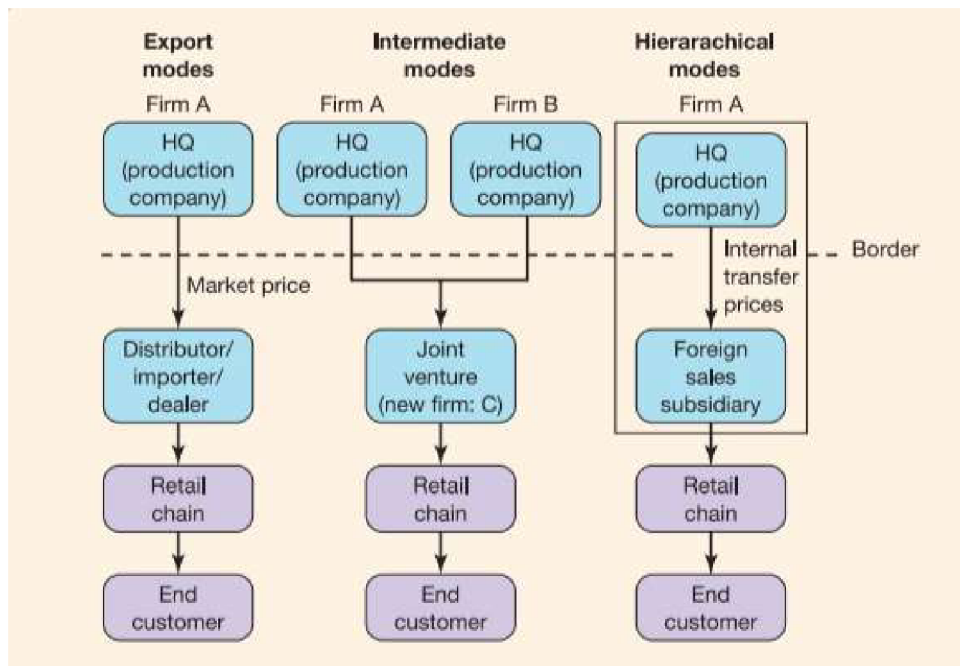 Export
modes
Intermediate
modes
Hierarachical
modes
Firm A
Firm A
Firm B
Firm A
HQ
(production
company)
HQ
(production
company)
HQ
(production
company)
HQ
(production
company)
Border
Market price
Internal
transfer
prices
Distributor/
importer/
dealer
Joint
venture
(new firm: C)
Foreign
sales
subsidiary
Retail
chain
Retail
chain
Retail
chain
End
customer
End
customer
End
customer